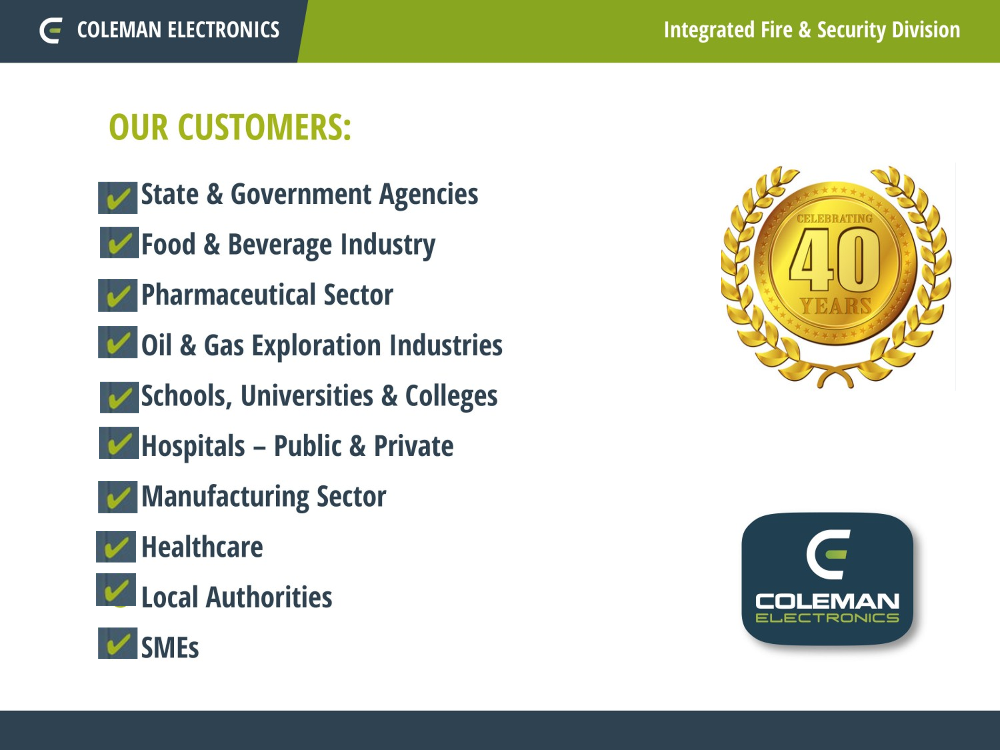 COLEMAN ELECTRONICS
Integrated Fire & Security Division
OUR CUSTOMERS:
State & Government Agencies
Food & Beverage Industry
Pharmaceutical Sector
Oil & Gas Exploration Industries
Schools, Universities & Colleges
Hospitals – Public & Private
Manufacturing Sector
Healthcare
Local Authorities
SMEs
CELEBRATING
40
YEARS
COLEMAN
ELECTRONICS